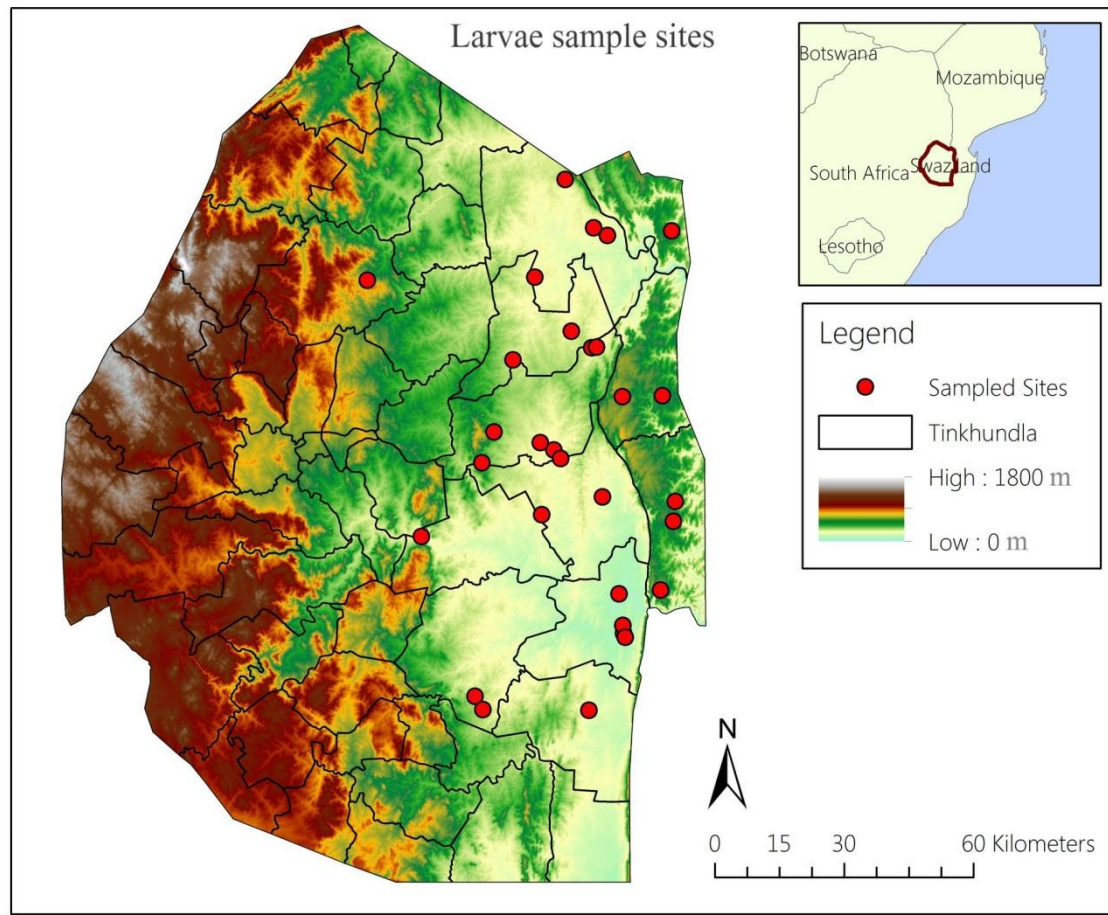 Larvae sample sites
Botswana
Mozambique
South Africa
Swaziland
Lesotho
Legend
Sampled Sites
Tinkhundla
High : 1800 m
Low : 0 m
N
0 15 30 60 Kilometers